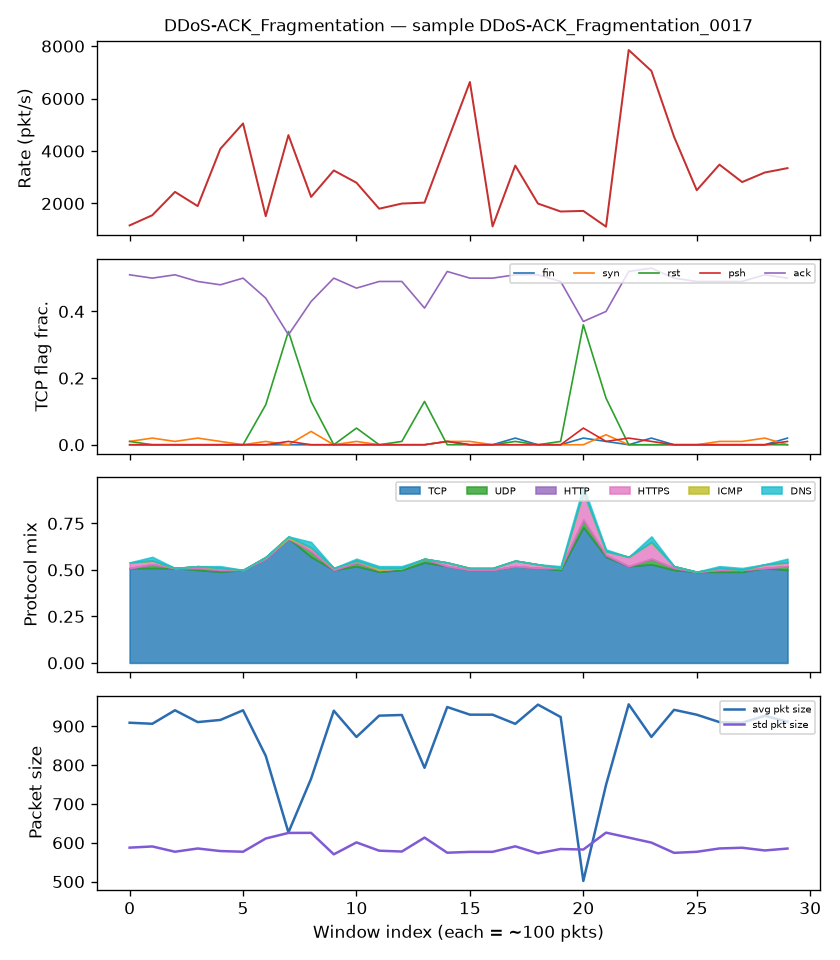 DDoS-ACK_Fragmentation — sample DDoS-ACK_Fragmentation_0017
8000
6000
4000
2000
Rate (pkt/s)
fin syn rst psh ack
0.4
0.2
0.0
TCP flag frac.
TCP UDP HTTP HTTPS ICMP DNS
0.75
0.50
0.25
0.00
Protocol mix
avg pkt size
std pkt size
900
800
700
600
500
Packet size
0 5 10 15 20 25 30
Window index (each = ~100 pkts)